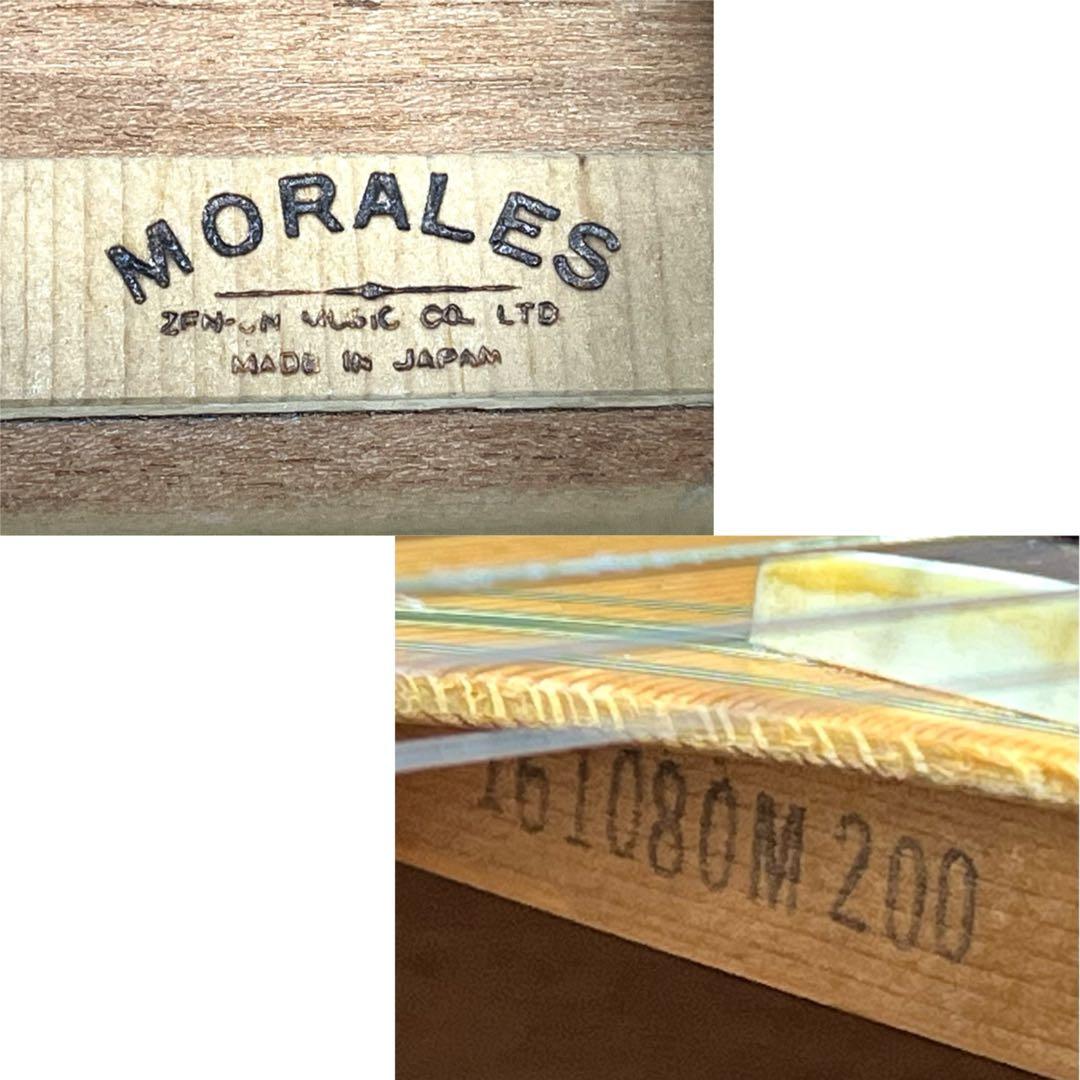 MORALES
ZEN-ON MUSIC CO. LTD
MADE IN JAPAN
161080M 200